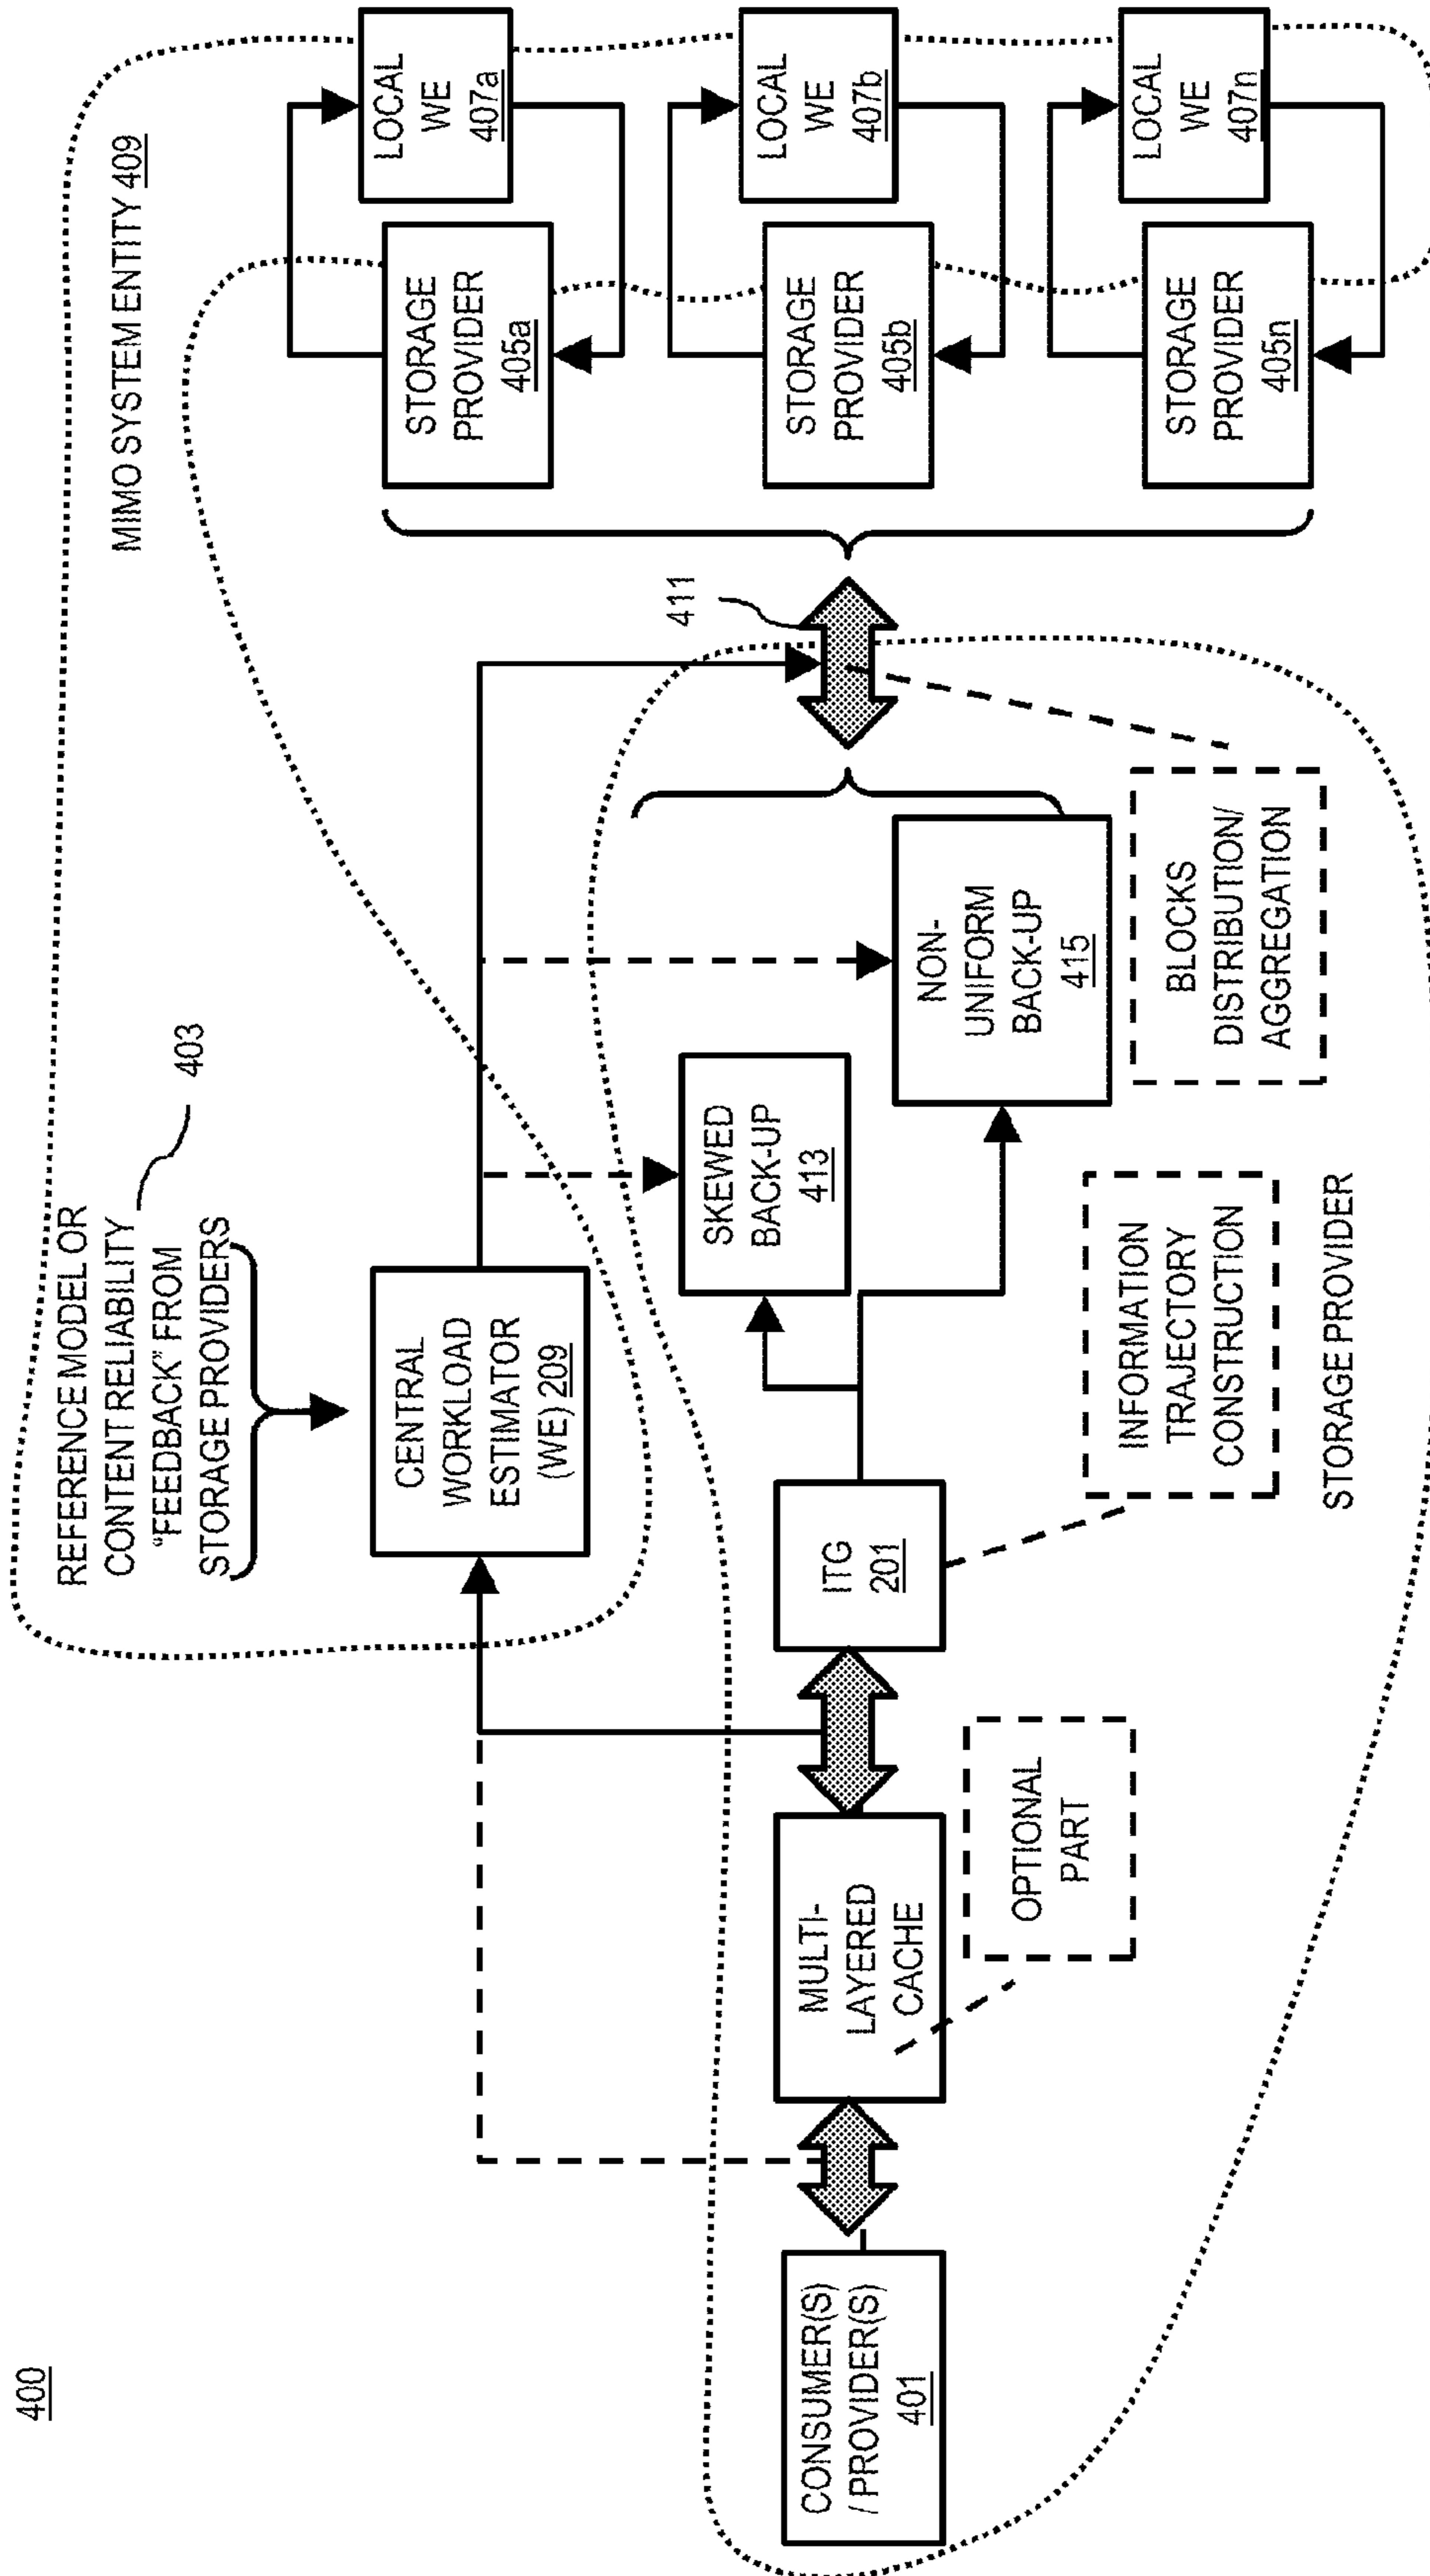 400
REFERENCE MODEL OR
CONTENT RELIABILITY
"FEEDBACK" FROM
STORAGE PROVIDERS
403
MIMO SYSTEM ENTITY 409
CENTRAL
WORKLOAD
ESTIMATOR
(WE) 209
CONSUMER(S)
/ PROVIDER(S)
401
MULTI-
LAYERED
CACHE
OPTIONAL
PART
ITG
201
INFORMATION
TRAJECTORY
CONSTRUCTION
SKEWED
BACK-UP
413
NON-
UNIFORM
BACK-UP
415
BLOCKS
DISTRIBUTION/
AGGREGATION
411
STORAGE PROVIDER
STORAGE
PROVIDER
405a
LOCAL
WE
407a
STORAGE
PROVIDER
405b
LOCAL
WE
407b
STORAGE
PROVIDER
405n
LOCAL
WE
407n